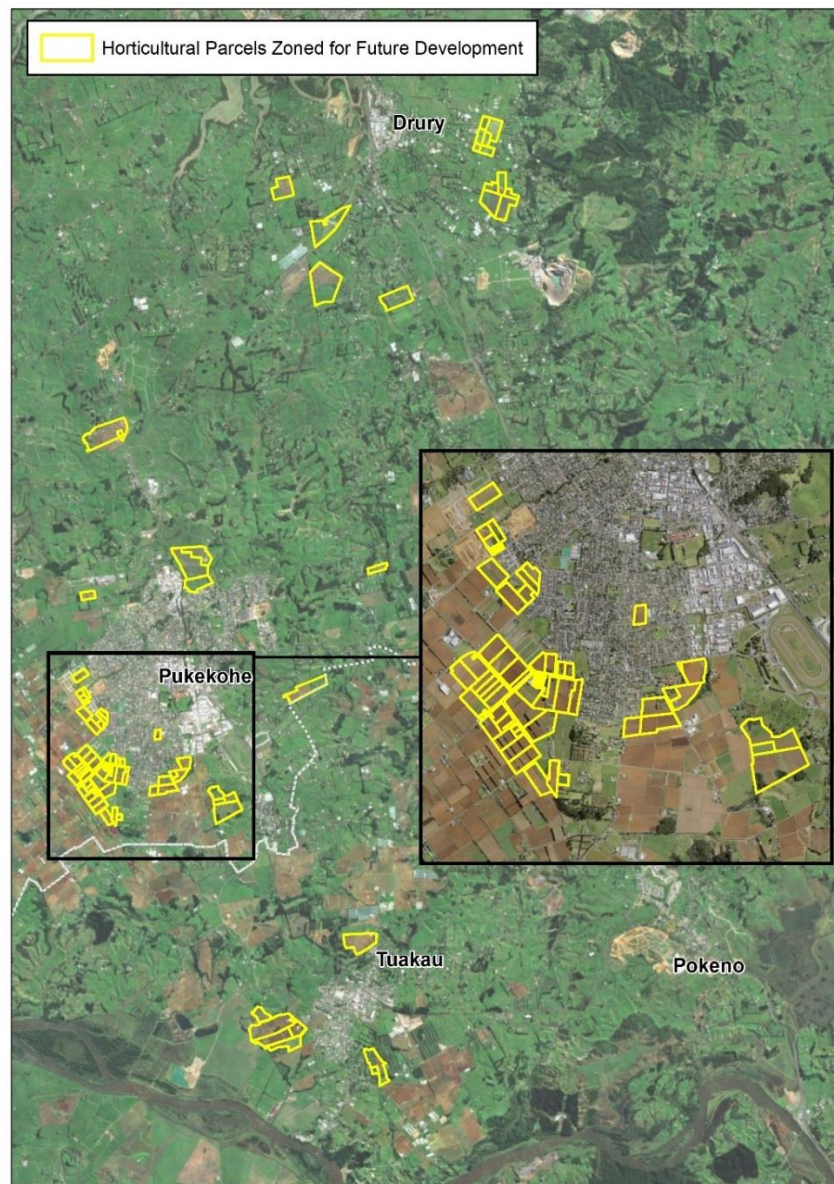 Horticultural Parcels Zoned for Future Development
Drury
Pukekohe
Tuakau
Pokeno